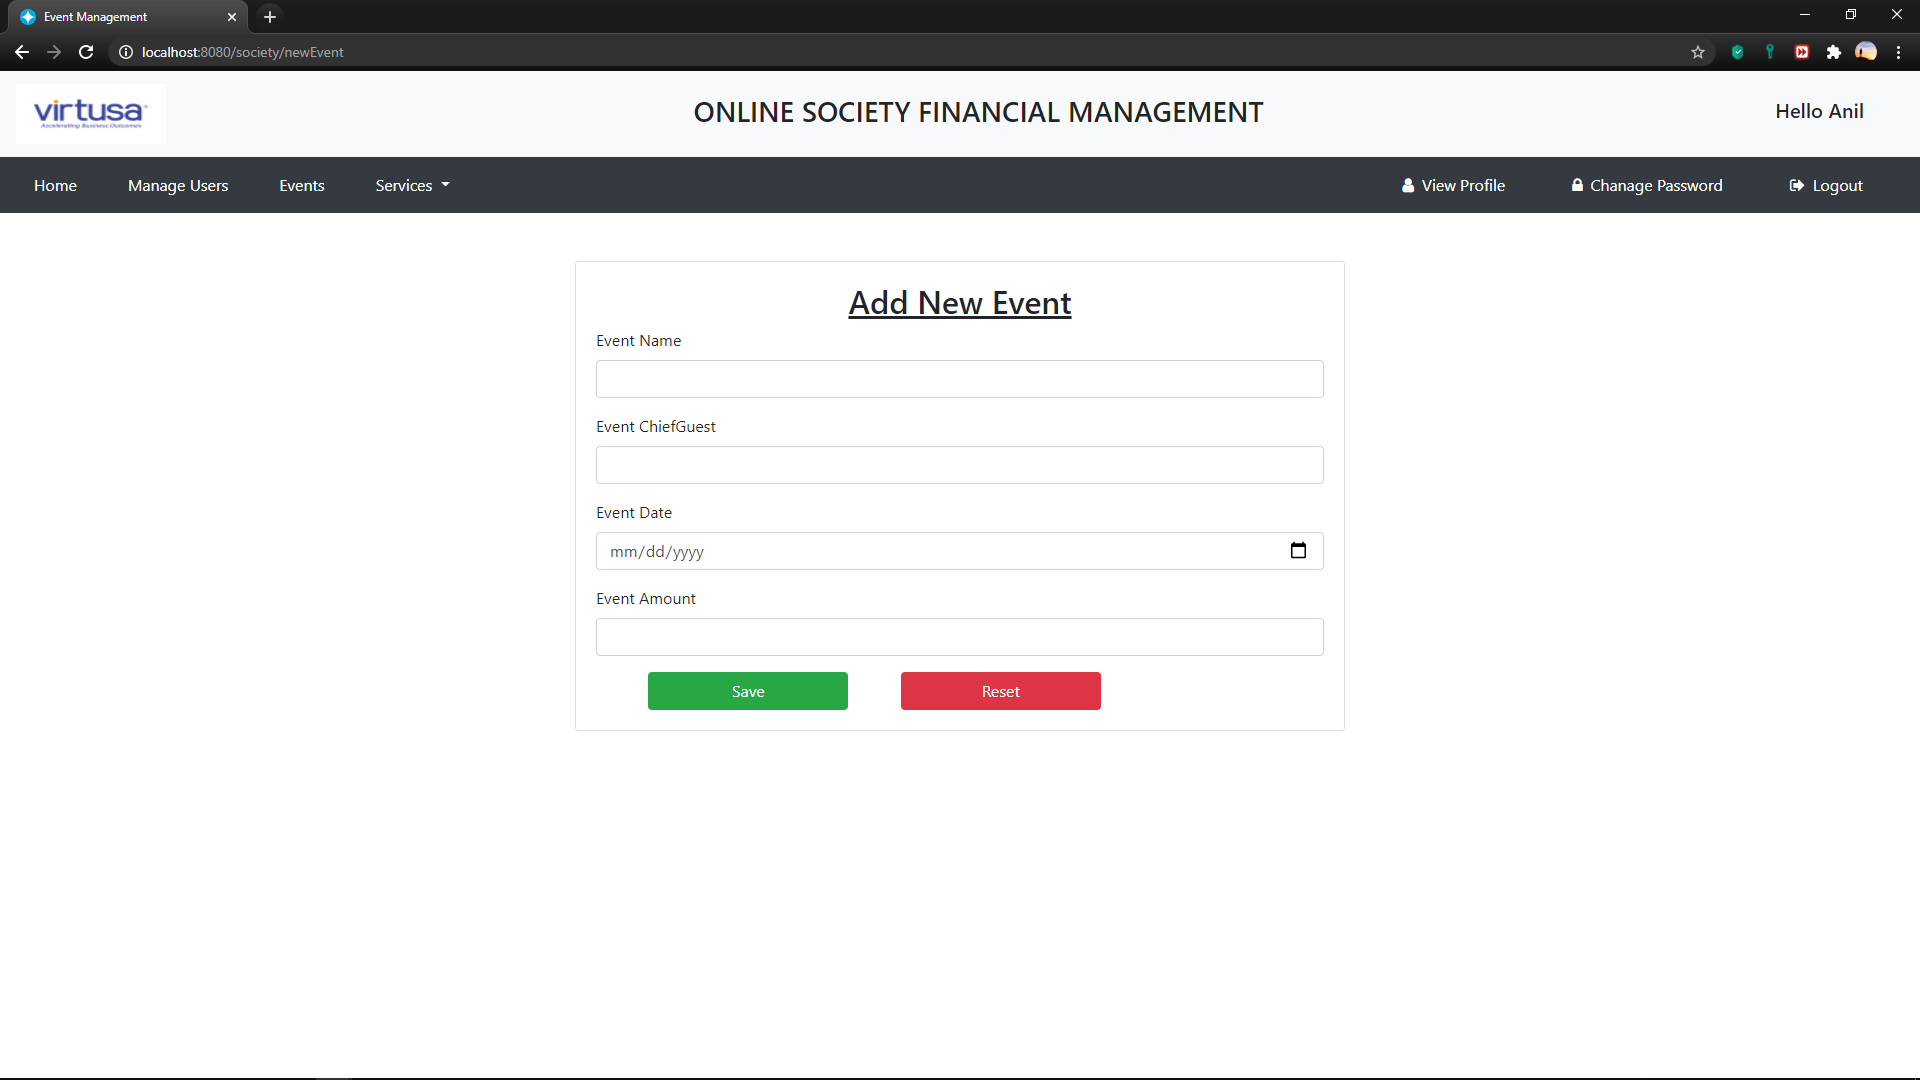 Event Management
localhost:8080/society/newEvent
virtusa
Accelerating Business Outcomes
ONLINE SOCIETY FINANCIAL MANAGEMENT
Hello Anil
Home Manage Users Events Services View Profile Chanage Password Logout
Add New Event
Event Name
Event ChiefGuest
Event Date
mm/dd/yyyy
Event Amount
Save Reset